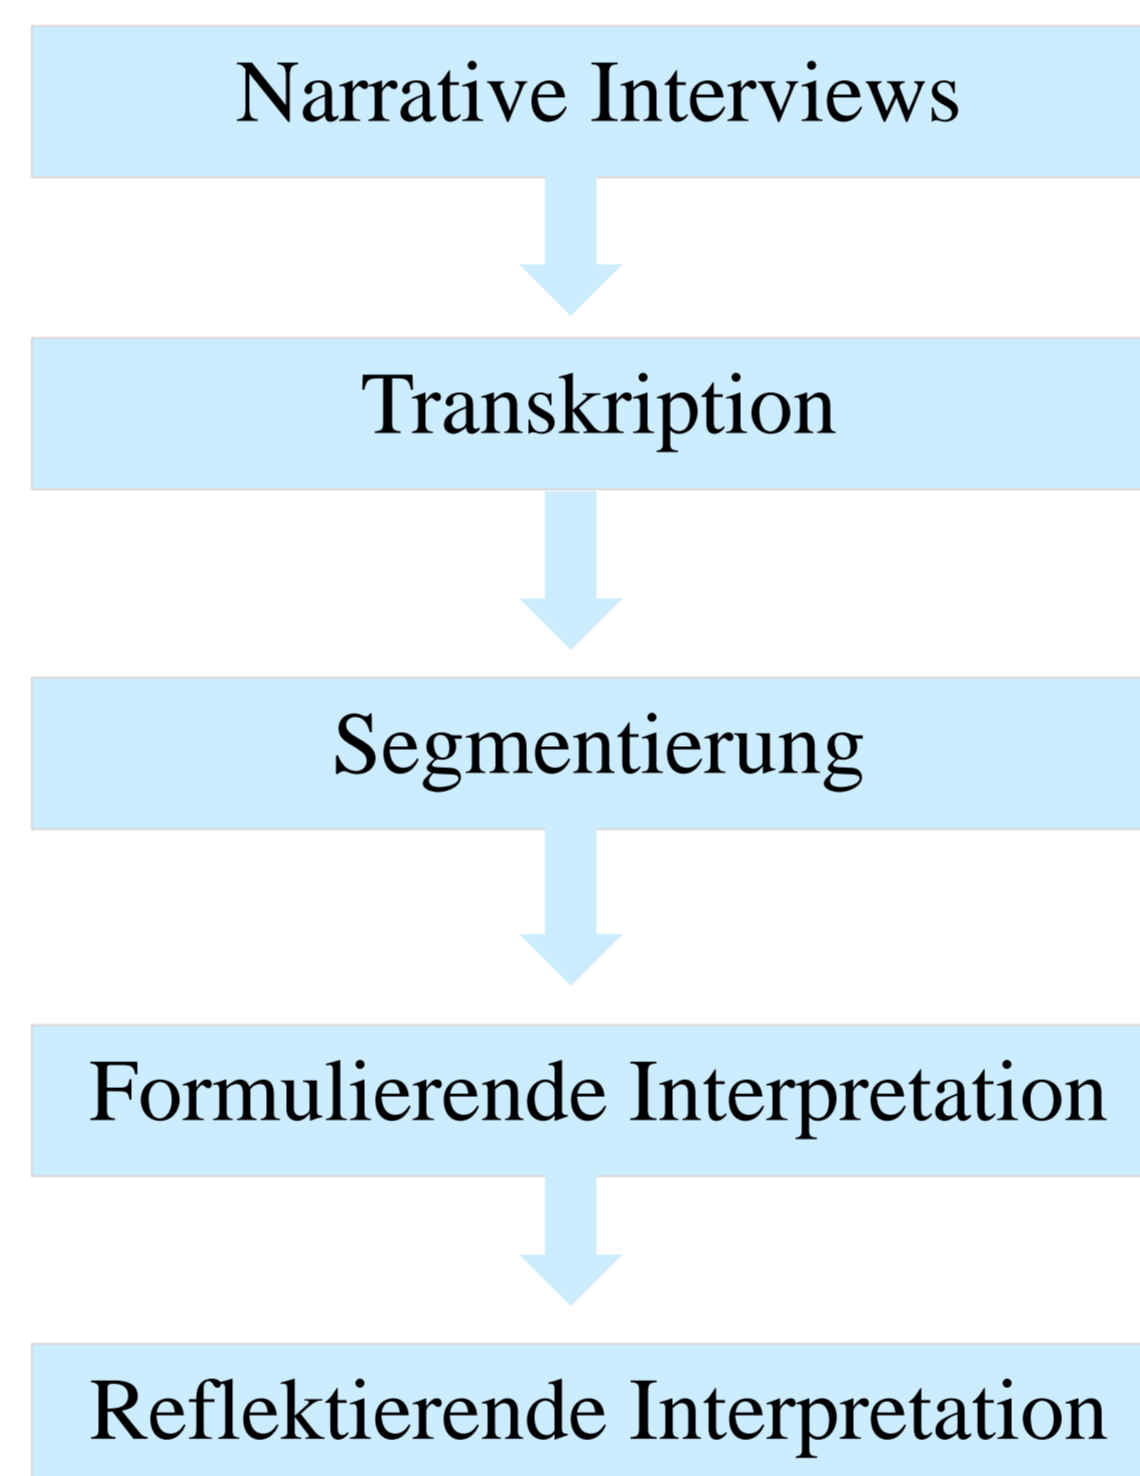 Narrative Interviews
Transkription
Segmentierung
Formulierende Interpretation
Reflektierende Interpretation